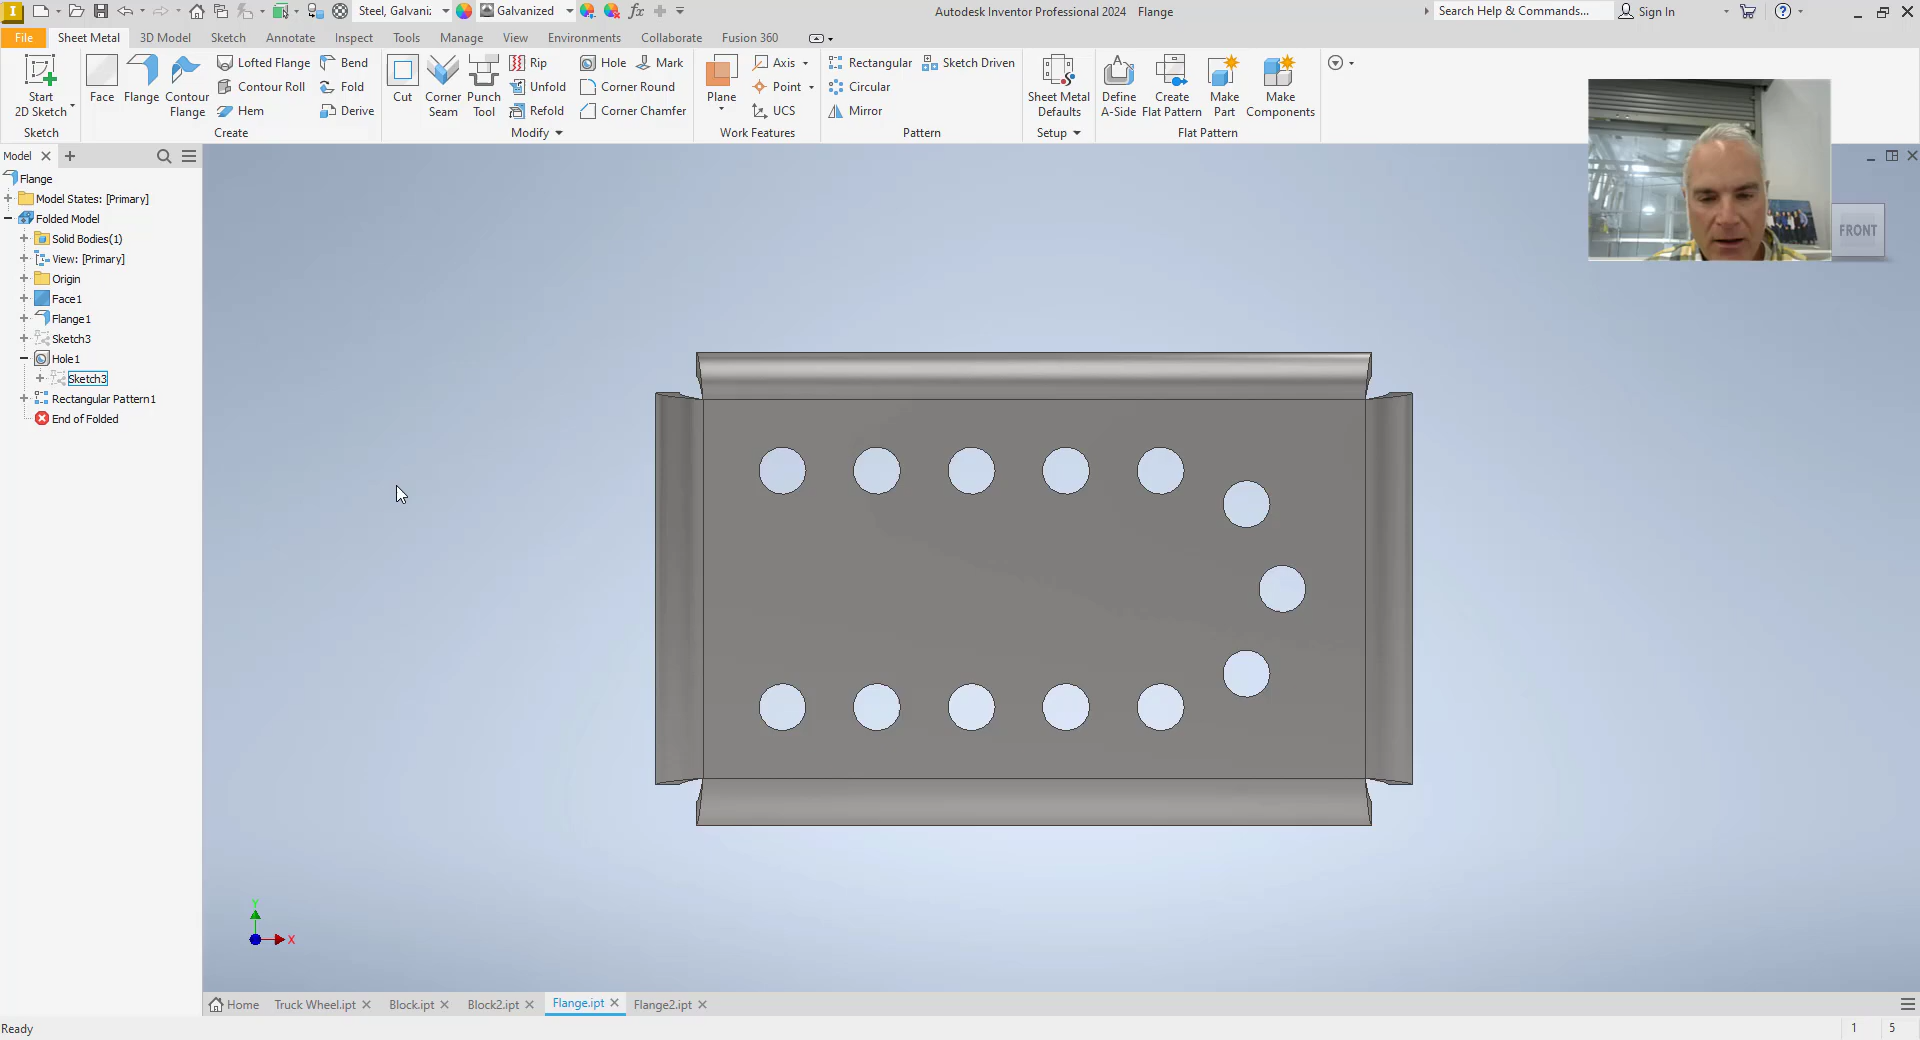 Steel, Galvani:
Galvanized
fx
Autodesk Inventor Professional 2024 Flange
Search Help & Commands...
Sign In
File
Sheet Metal
3D Model
Sketch
Annotate
Inspect
Tools
Manage
View
Environments
Collaborate
Fusion 360
Start
2D Sketch
Sketch
Face
Flange
Contour
Flange
Lofted Flange
Contour Roll
Hem
Bend
Fold
Derive
Create
Cut
Corner
Seam
Punch
Tool
Rip
Unfold
Refold
Hole
Mark
Corner Round
Corner Chamfer
Modify
Plane
Axis
Point
UCS
Work Features
Rectangular
Sketch Driven
Circular
Mirror
Pattern
Sheet Metal
Defaults
Setup
Define
A-Side
Create
Flat Pattern
Make
Part
Make
Components
Flat Pattern
Model
Flange
Model States: [Primary]
Folded Model
Solid Bodies(1)
View: [Primary]
Origin
Face1
Flange1
Sketch3
Hole1
Sketch3
Rectangular Pattern1
End of Folded
FRONT
Y
X
Home
Truck Wheel.ipt
Block.ipt
Block2.ipt
Flange.ipt
Flange2.ipt
Ready
1 5